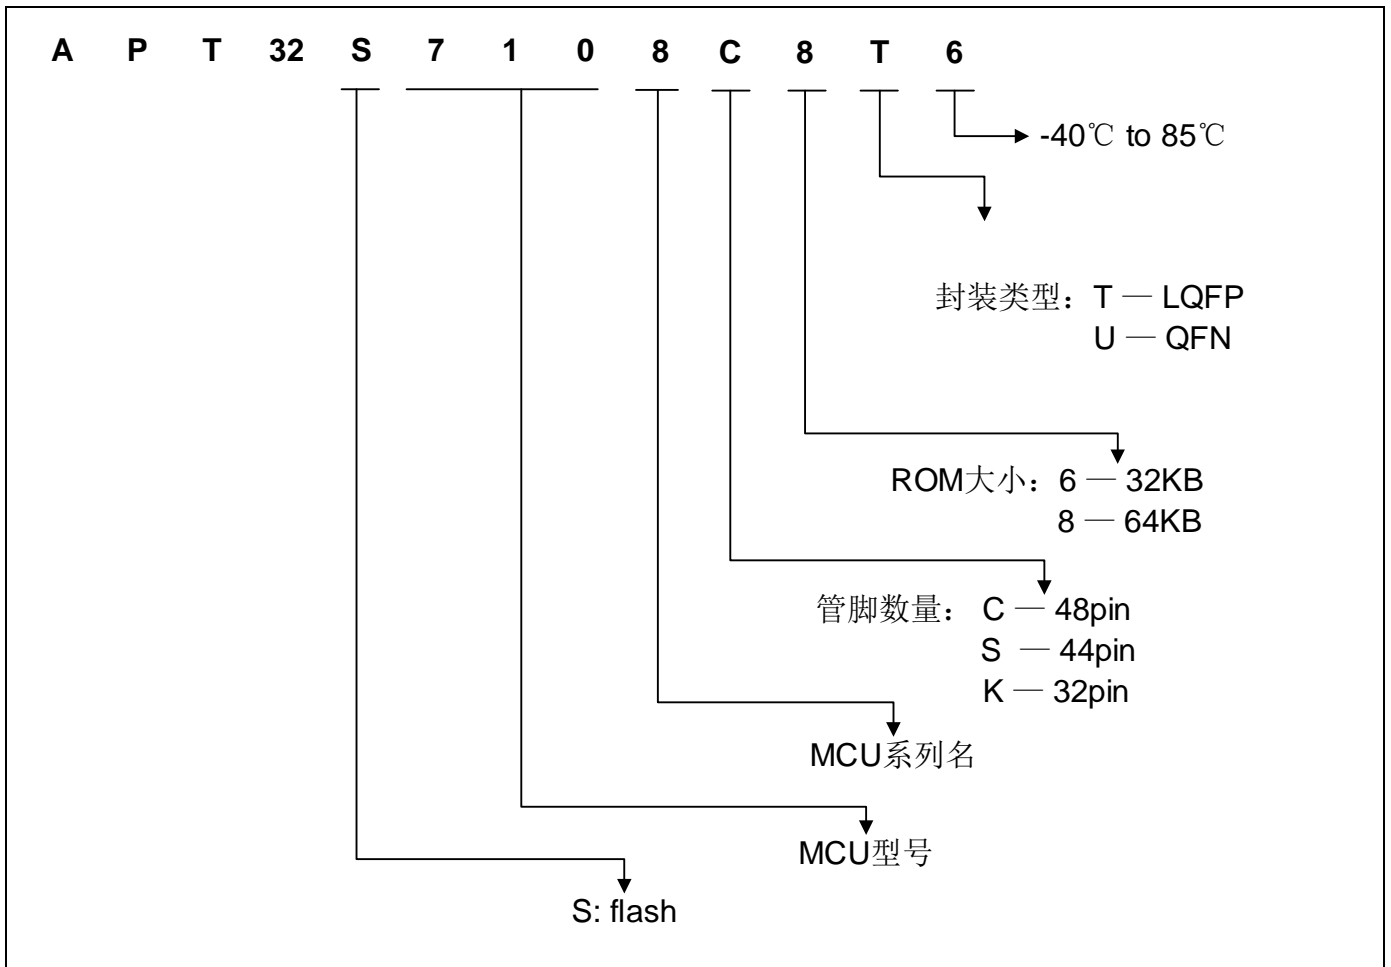 A P T 32 S 7 1 0 8 C 8 T 6
-40℃ to 85℃
封装类型：T — LQFP
U — QFN
ROM大小：6 — 32KB
8 — 64KB
管脚数量： C — 48pin
S — 44pin
K — 32pin
MCU系列名
MCU型号
S: flash